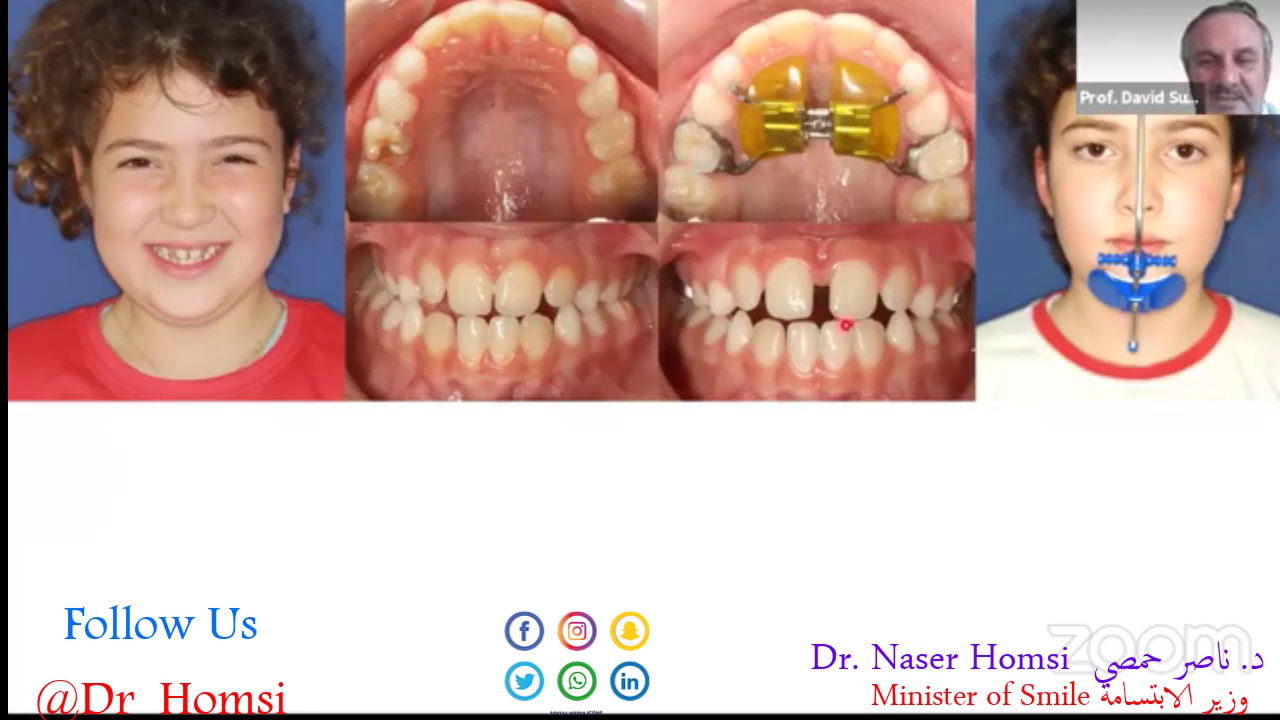 Prof. David Su...
Follow Us
@Dr_Homsi
zoom
Dr. Naser Homsi د. ناصر حمصي
Minister of Smile وزير الابتسامة